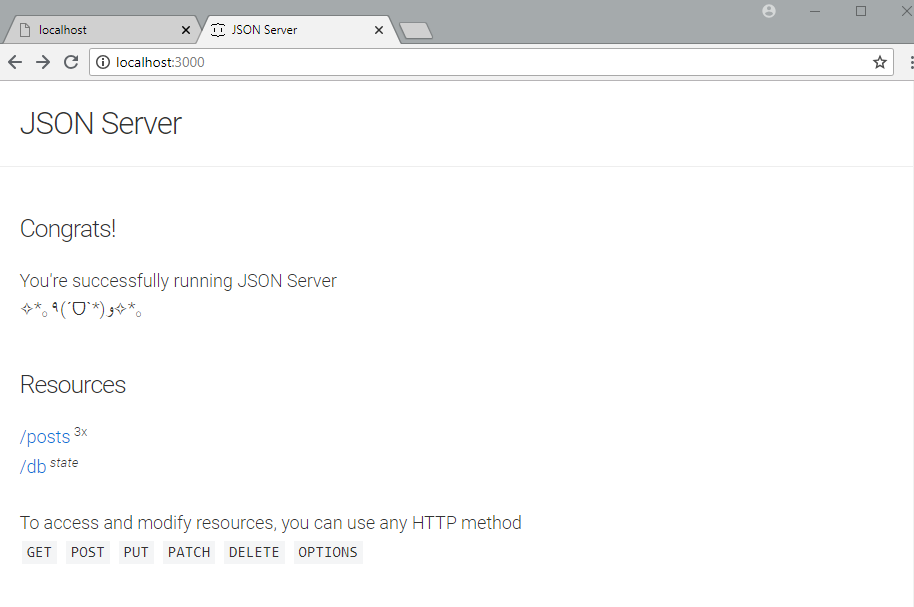 localhost
JSON Server
localhost:3000
JSON Server
Congrats!
You're successfully running JSON Server
✧*｡٩(ˊᗜˋ*)و✧*｡
Resources
/posts 3x
/db state
To access and modify resources, you can use any HTTP method
GET POST PUT PATCH DELETE OPTIONS